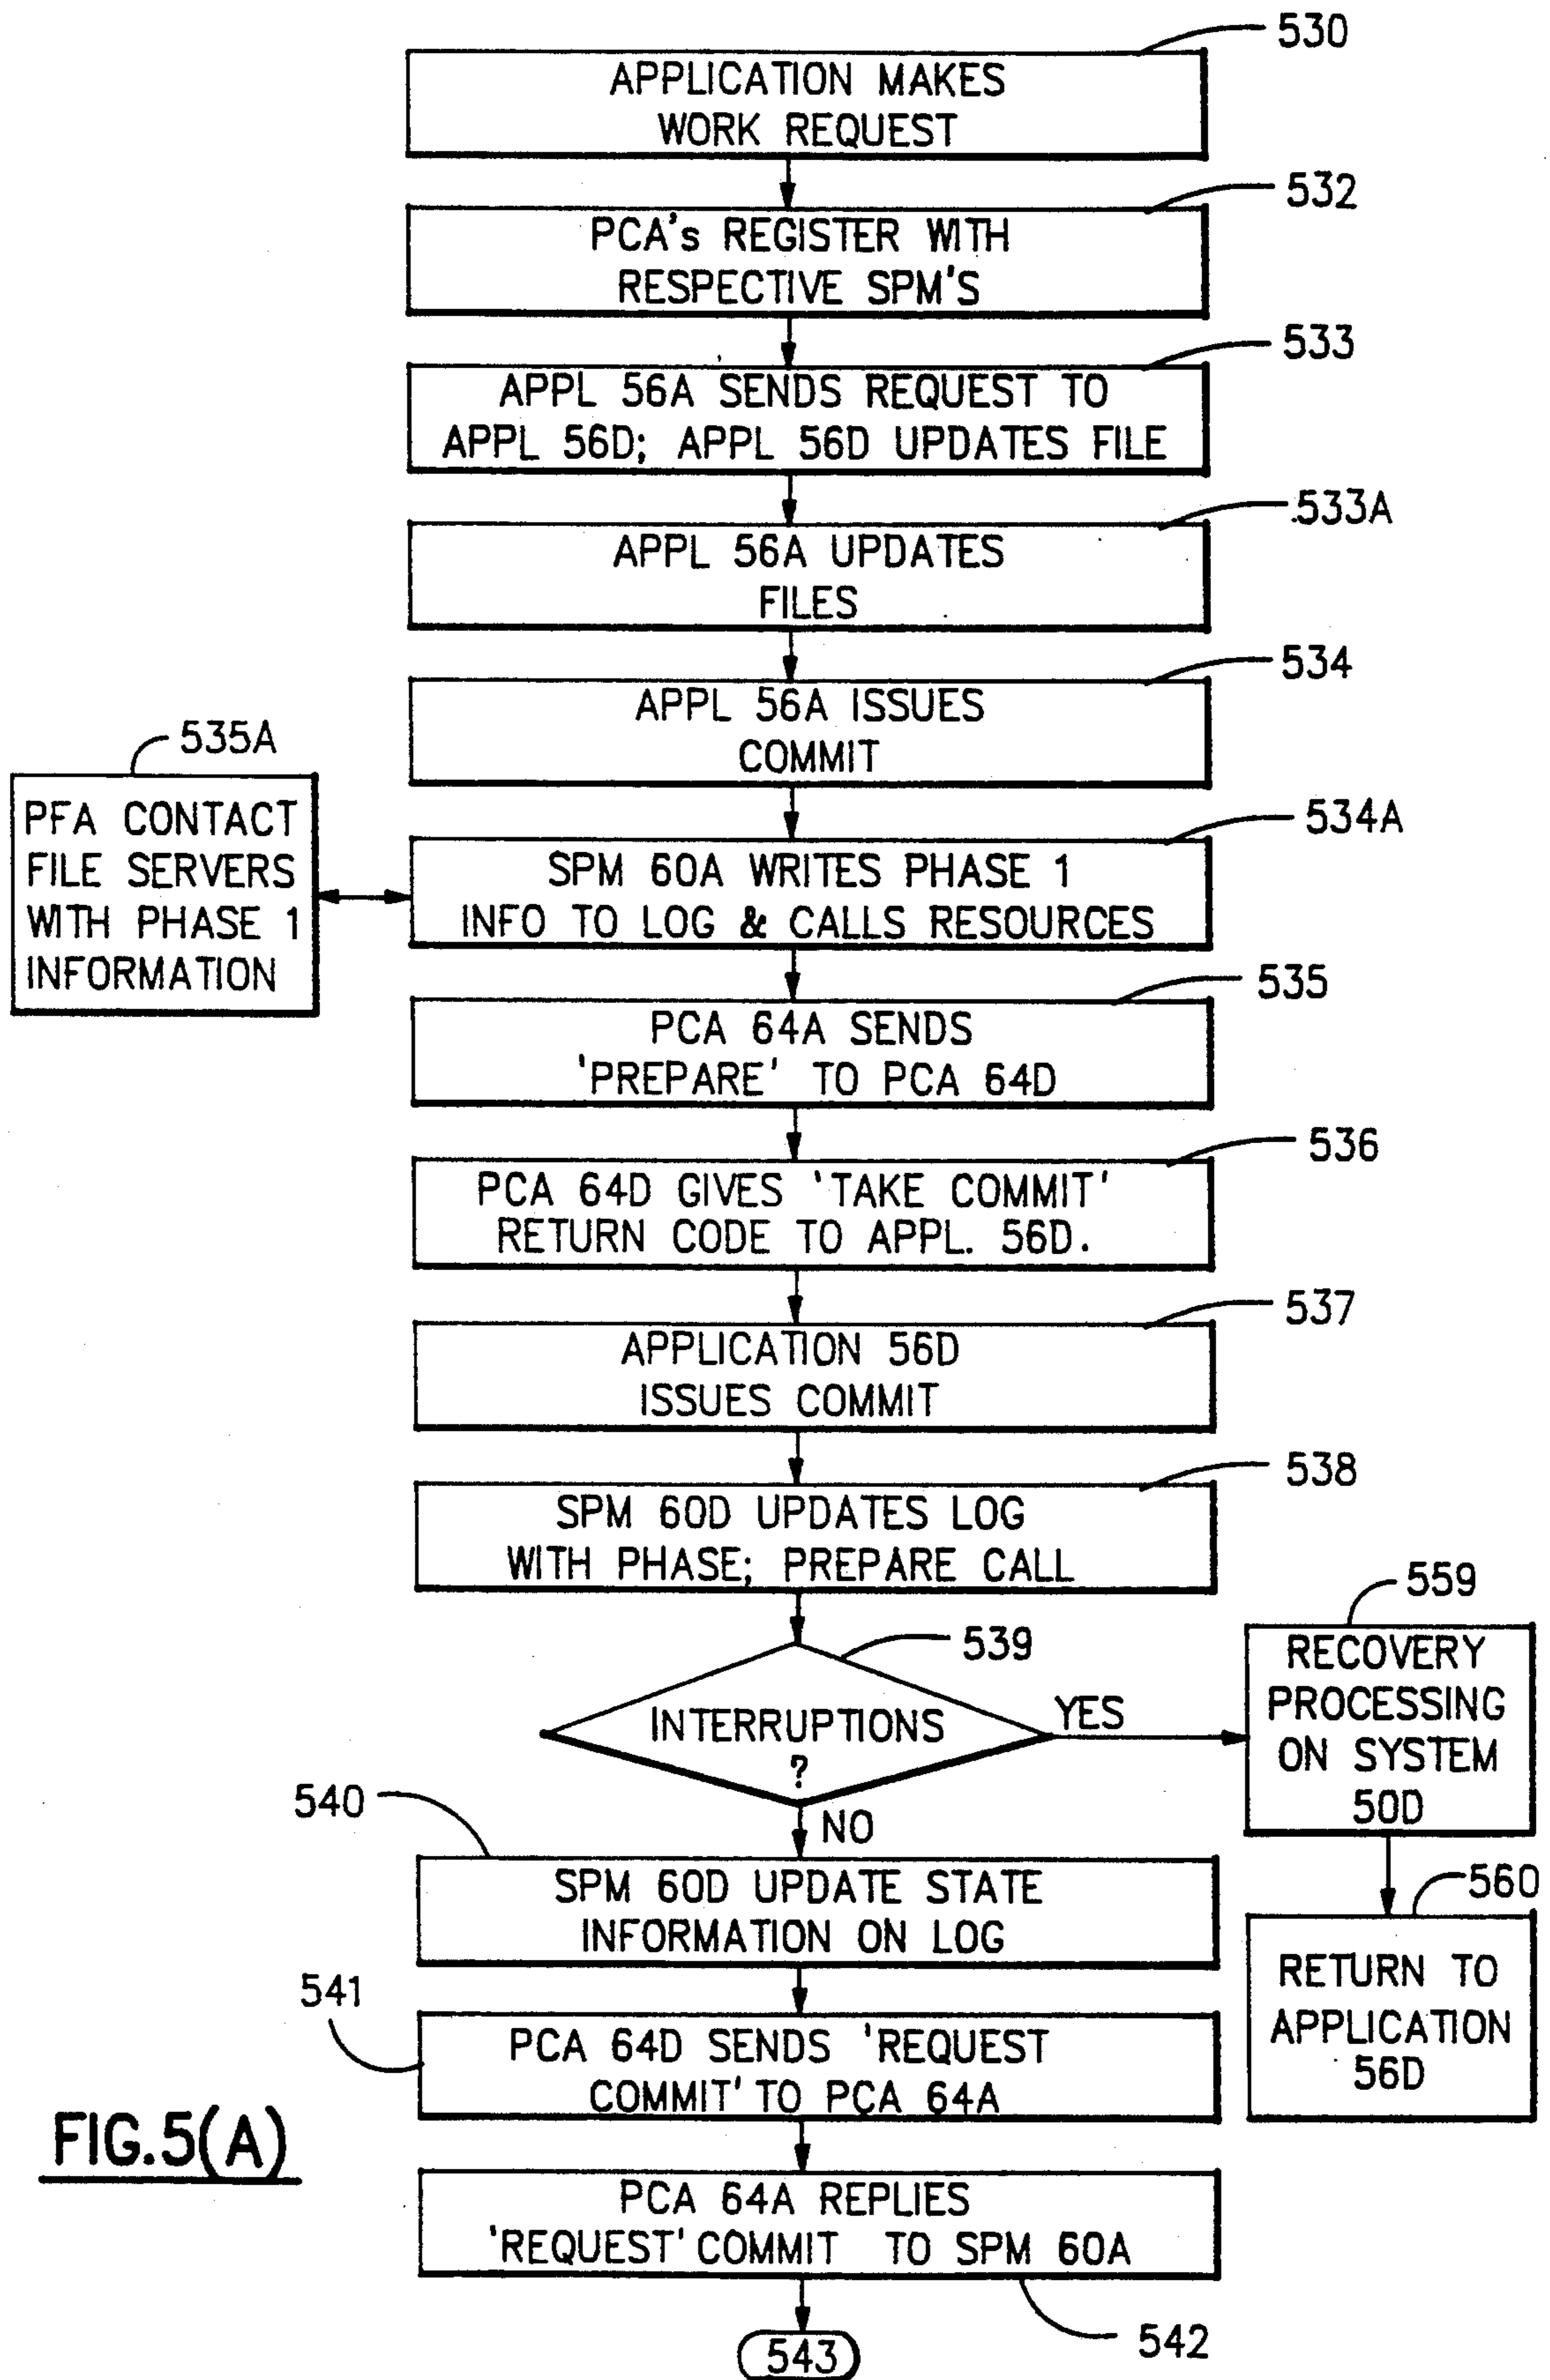 530
APPLICATION MAKES
WORK REQUEST
532
PCA's REGISTER WITH
RESPECTIVE SPM'S
533
APPL 56A SENDS REQUEST TO
APPL 56D; APPL 56D UPDATES FILE
533A
APPL 56A UPDATES
FILES
534
APPL 56A ISSUES
COMMIT
535A
PFA CONTACT
FILE SERVERS
WITH PHASE 1
INFORMATION
534A
SPM 60A WRITES PHASE 1
INFO TO LOG & CALLS RESOURCES
535
PCA 64A SENDS
'PREPARE' TO PCA 64D
536
PCA 64D GIVES 'TAKE COMMIT'
RETURN CODE TO APPL. 56D.
537
APPLICATION 56D
ISSUES COMMIT
538
SPM 60D UPDATES LOG
WITH PHASE; PREPARE CALL
539
INTERRUPTIONS
?
YES
NO
559
RECOVERY
PROCESSING
ON SYSTEM
50D
560
RETURN TO
APPLICATION
56D
540
SPM 60D UPDATE STATE
INFORMATION ON LOG
541
PCA 64D SENDS 'REQUEST
COMMIT' TO PCA 64A
PCA 64A REPLIES
'REQUEST' COMMIT TO SPM 60A
542
543
FIG.5(A)